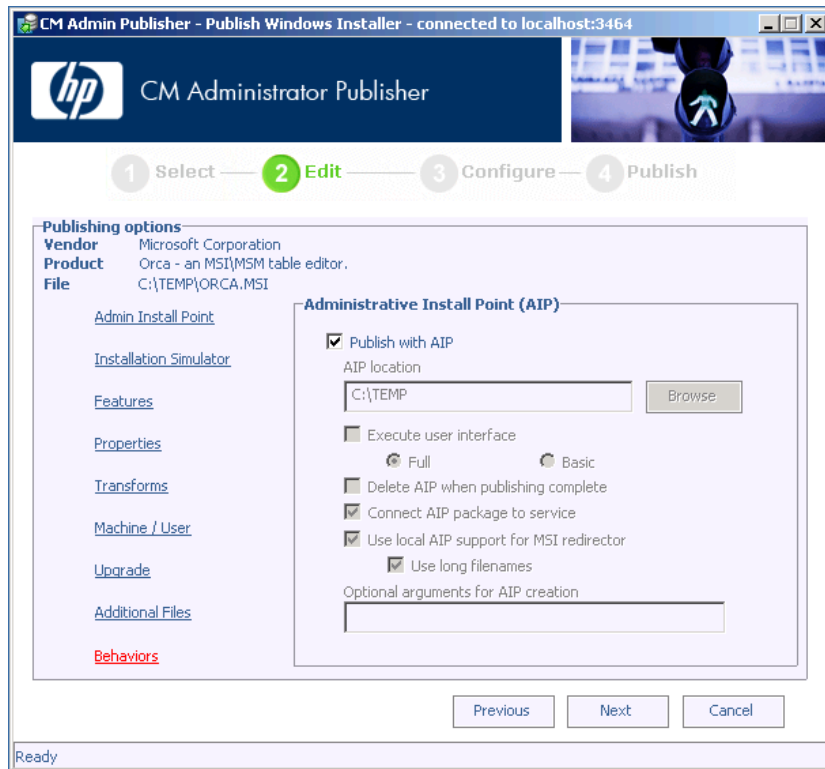 CM Admin Publisher - Publish Windows Installer - connected to localhost:3464
hp CM Administrator Publisher
1 Select 2 Edit 3 Configure 4 Publish
Publishing options
Vendor Microsoft Corporation
Product Orca - an MSI\MSM table editor.
File C:\TEMP\ORCA.MSI
Admin Install Point
Installation Simulator
Features
Properties
Transforms
Machine / User
Upgrade
Additional Files
Behaviors
Administrative Install Point (AIP)
Publish with AIP
AIP location
C:\TEMP Browse
Execute user interface
Full Basic
Delete AIP when publishing complete
Connect AIP package to service
Use local AIP support for MSI redirector
Use long filenames
Optional arguments for AIP creation
Previous Next Cancel
Ready